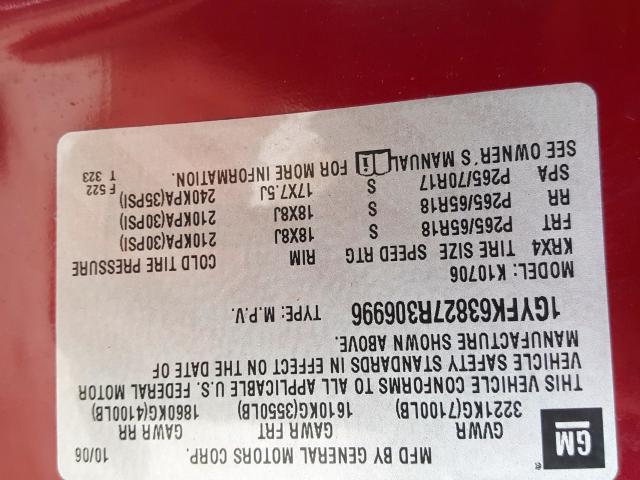 MFD BY GENERAL MOTORS CORP. 10/06
GM
GVWR GAWR FRT GAWR RR
3221KG(7100LB) 1610KG(3550LB) 1860KG(4100LB)
THIS VEHICLE CONFORMS TO ALL APPLICABLE U.S. FEDERAL MOTOR
VEHICLE SAFETY STANDARDS IN EFFECT ON THE DATE OF
MANUFACTURE SHOWN ABOVE.
1GYFK63827R306996 TYPE: M.P.V.
MODEL: K10706
KRX4 TIRE SIZE SPEED RTG RIM COLD TIRE PRESSURE
FRT P265/65R18 S 18X8J 210KPA(30PSI)
RR P265/65R18 S 18X8J 210KPA(30PSI)
SPA P265/70R17 S 17X7.5J 240KPA(35PSI)
SEE OWNER'S MANUAL FOR MORE INFORMATION.
F 522
T 323